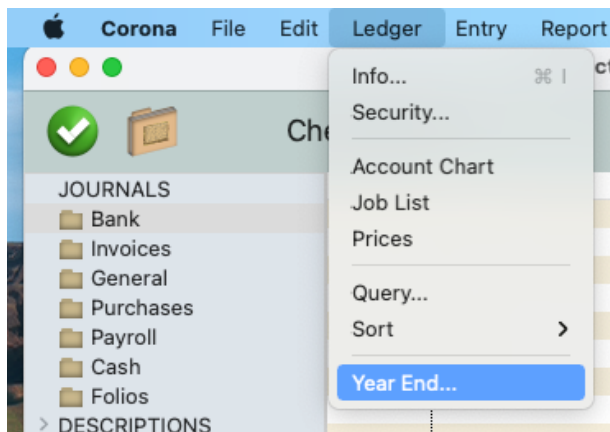 Corona File Edit Ledger Entry Report
Info... ⌘ I
Security...
Account Chart
Job List
Prices
Query...
Sort
Year End...
JOURNALS
Bank
Invoices
General
Purchases
Payroll
Cash
Folios
DESCRIPTIONS